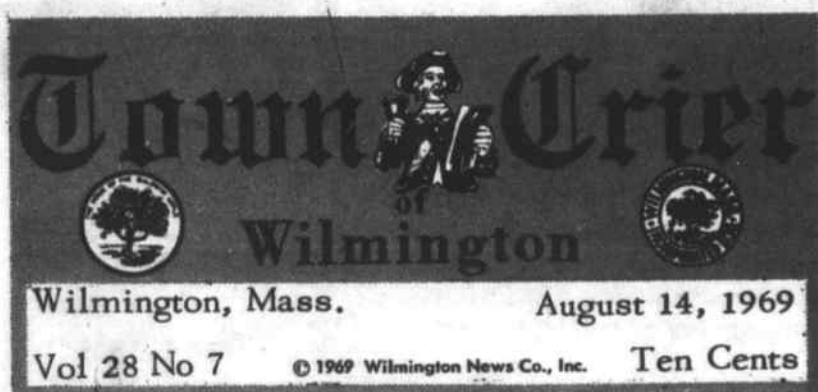 Town Crier
of
Wilmington
Wilmington, Mass. August 14, 1969
Vol 28 No 7 © 1969 Wilmington News Co., Inc. Ten Cents